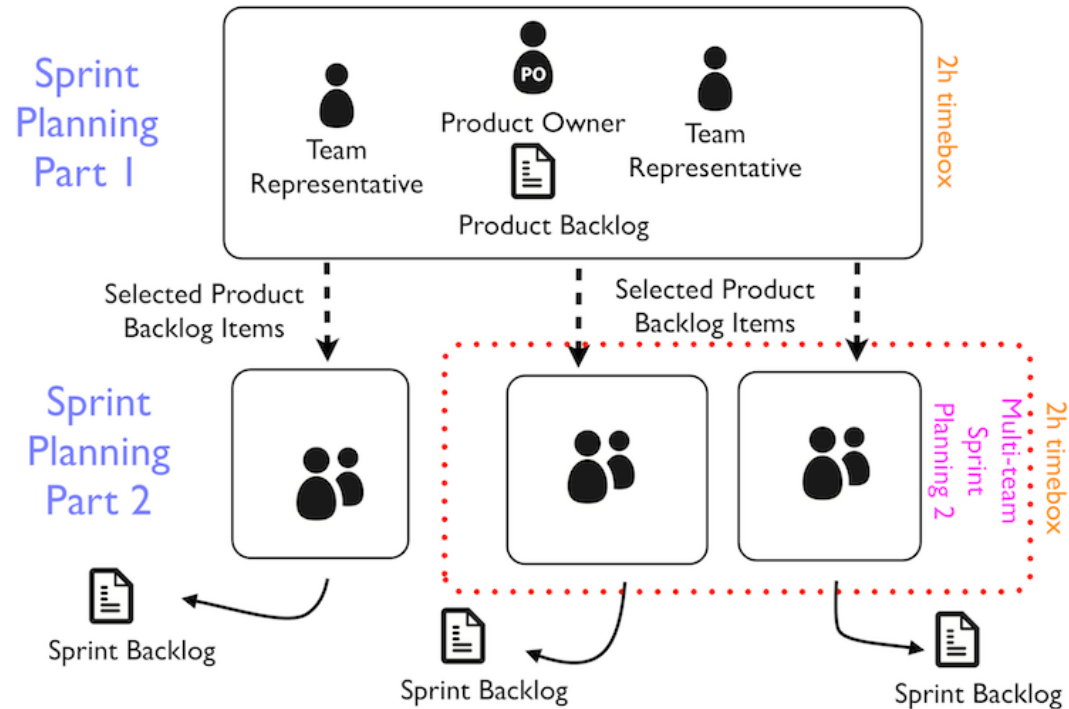 Sprint
Planning
Part 1
PO
Product Owner
Team
Representative
Team
Representative
Product Backlog
2h timebox
Selected Product
Backlog Items
Selected Product
Backlog Items
Sprint
Planning
Part 2
Multi-team
Sprint
Planning 2
2h timebox
Sprint Backlog
Sprint Backlog
Sprint Backlog